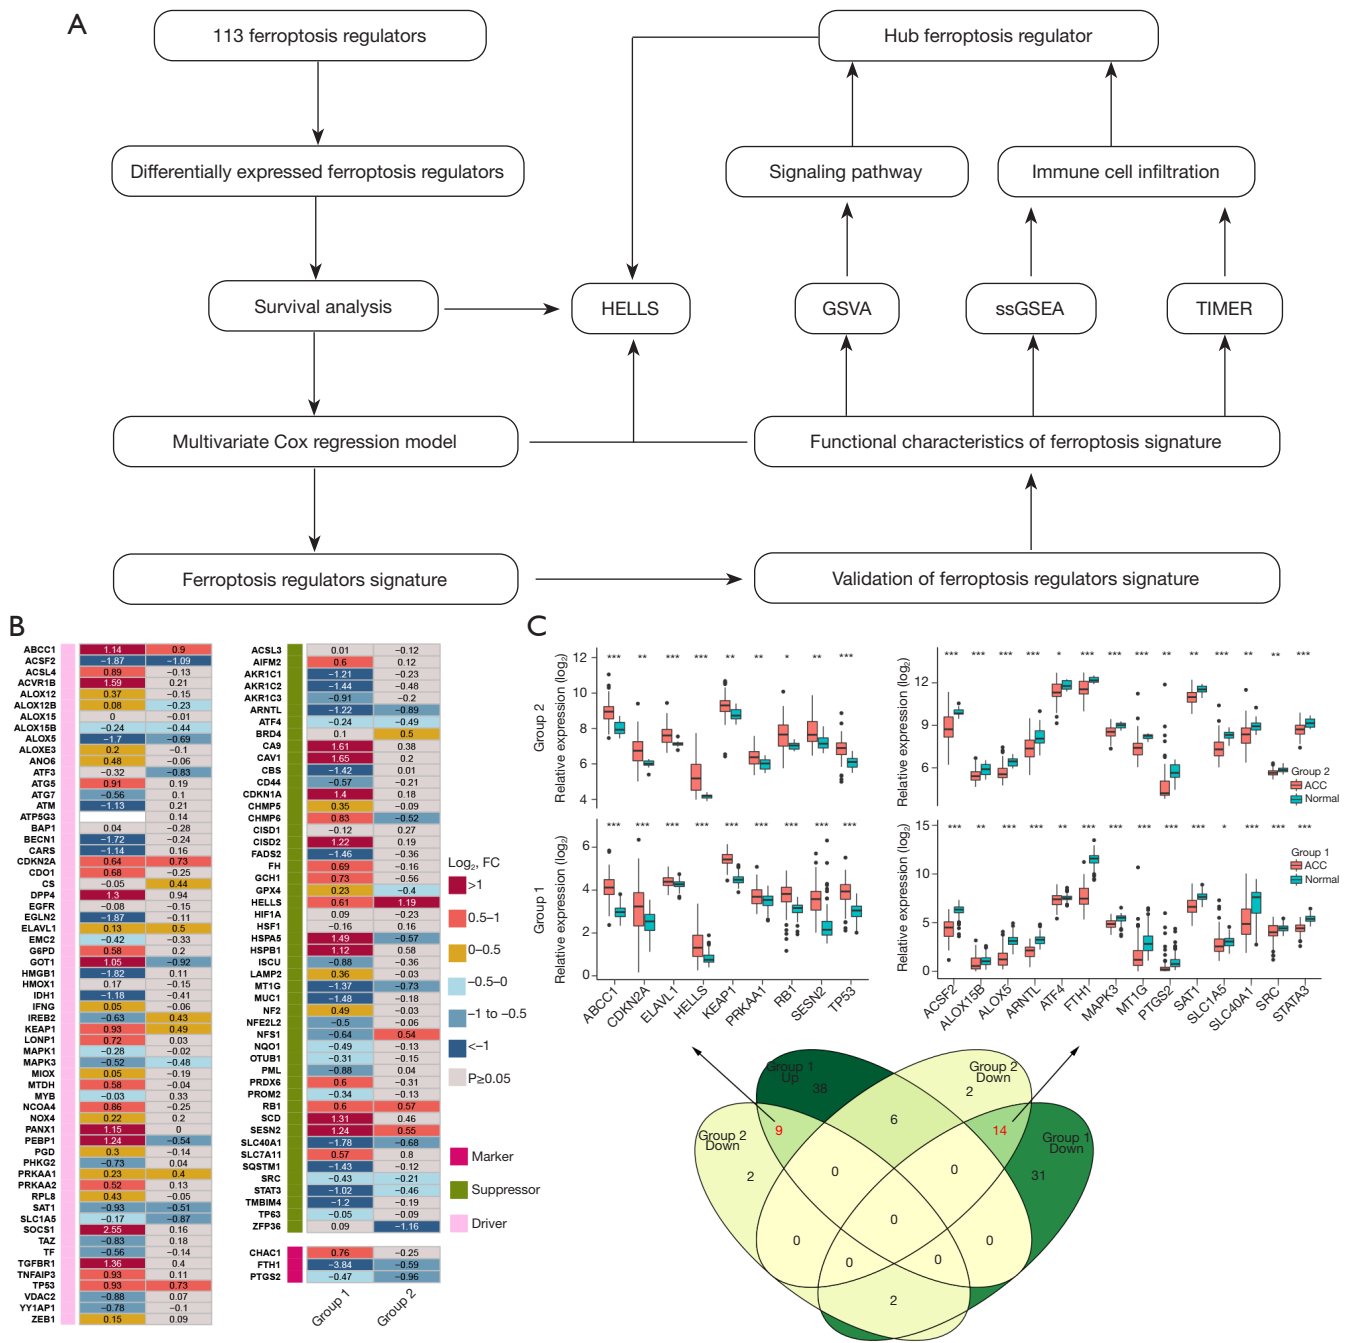 A
113 ferroptosis regulators
Hub ferroptosis regulator
Differentially expressed ferroptosis regulators
Signaling pathway
Immune cell infiltration
Survival analysis
HELLS
GSVA
ssGSEA
TIMER
Multivariate Cox regression model
Functional characteristics of ferroptosis signature
Ferroptosis regulators signature
Validation of ferroptosis regulators signature
B
ABCC1 1.14 0.9
ACSF2 −1.87 −1.09
ACSL4 0.89 −0.13
ACVR1B 1.59 0.21
ALOX12 0.37 −0.15
ALOX12B 0.08 −0.23
ALOX15 0 −0.01
ALOX15B −0.24 −0.44
ALOX5 −1.7 −0.69
ALOXE3 0.2 −0.1
ANO6 0.48 −0.06
ATF3 −0.32 −0.83
ATG5 0.91 0.19
ATG7 −0.56 0.1
ATM −1.13 0.21
ATP5G3 0.14
BAP1 0.04 −0.28
BECN1 −1.72 −0.24
CARS −1.14 0.16
CDKN2A 0.64 0.73
CDO1 0.68 −0.25
CS −0.05 0.44
DPP4 1.3 0.94
EGFR −0.08 −0.15
EGLN2 −1.87 −0.11
ELAVL1 0.13 0.5
EMC2 −0.42 −0.33
G6PD 0.58 0.2
GOT1 1.05 −0.92
HMGB1 −1.82 0.11
HMOX1 0.17 −0.15
IDH1 −1.18 −0.41
IFNG 0.05 −0.06
IREB2 −0.63 0.43
KEAP1 0.93 0.49
LONP1 0.72 0.03
MAPK1 −0.28 −0.02
MAPK3 −0.52 −0.48
MIOX 0.05 −0.19
MTDH 0.58 −0.04
MYB −0.03 0.33
NCOA4 0.86 −0.25
NOX4 0.22 0.2
PANX1 1.15 0
PEBP1 1.24 −0.54
PGD 0.3 −0.14
PHKG2 −0.73 0.04
PRKAA1 0.23 0.4
PRKAA2 0.52 0.13
RPL8 0.43 −0.05
SAT1 −0.93 −0.51
SLC1A5 −0.17 −0.87
SOCS1 2.55 0.16
TAZ −0.83 0.18
TF −0.56 −0.14
TGFBR1 1.36 0.4
TNFAIP3 0.93 0.11
TP53 0.93 0.73
VDAC2 −0.88 0.07
YY1AP1 −0.78 −0.1
ZEB1 0.15 0.09
ACSL3 0.01 −0.12
AIFM2 0.6 0.12
AKR1C1 −1.21 −0.23
AKR1C2 −1.44 −0.48
AKR1C3 −0.91 −0.2
ARNTL −1.22 −0.89
ATF4 −0.24 −0.49
BRD4 0.1 0.5
CA9 1.61 0.38
CAV1 1.65 0.2
CBS −1.42 0.01
CD44 −0.57 −0.21
CDKN1A 1.4 0.18
CHMP5 0.35 −0.09
CHMP6 0.83 −0.52
CISD1 −0.12 0.27
CISD2 1.22 0.19
FADS2 −1.46 0.36
FH 0.69 −0.16
GCH1 0.73 −0.56
GPX4 0.23 −0.4
HELLS 0.61 1.19
HIF1A 0.09 −0.23
HSF1 −0.16 0.16
HSPA5 1.49 −0.57
HSPB1 1.12 0.58
ISCU −0.88 −0.36
LAMP2 0.36 −0.03
MT1G −1.37 −0.73
MUC1 −1.48 −0.18
NF2 0.49 −0.03
NFE2L2 −0.5 −0.06
NFS1 −0.64 0.54
NQO1 −0.49 −0.13
OTUB1 −0.31 −0.15
PML −0.88 0.04
PRDX6 0.6 −0.31
PROM2 −0.34 −0.13
RB1 0.6 0.57
SCD 1.31 0.46
SESN2 1.24 0.55
SLC40A1 −1.78 −0.68
SLC7A11 0.57 0.8
SQSTM1 −1.43 −0.12
SRC −0.43 −0.21
STAT3 −1.02 −0.46
TMBIM4 −1.2 −0.19
TP63 −0.05 −0.09
ZFP36 0.09 −1.16
CHAC1 0.76 −0.25
FTH1 −3.84 −0.59
PTGS2 −0.47 −0.96
Group 1 Group 2
Log₂, FC
>1
0.5–1
0–0.5
−0.5–0
−1 to −0.5
<−1
P≥0.05
Marker
Suppressor
Driver
C
Group 2
Relative expression (log₂)
12
10
8
6
4
*** ** *** *** ** ** * ** ***
Group 1
Relative expression (log₂)
6
4
2
0
*** *** *** *** *** *** *** *** ***
ABCC1 CDKN2A ELAVL1 HELLS KEAP1 PRKAA1 RB1 SESN2 TP53
Relative expression (log₂)
12
9
6
3
*** *** *** *** * *** *** *** ** ** *** ** ** ***
Group 2
ACC
Normal
Relative expression (log₂)
15
10
5
0
*** ** *** *** ** *** *** *** *** *** * *** *** ***
Group 1
ACC
Normal
ACSF2 ALOX15B ALOX5 ARNTL ATF4 FTH1 MAPK3 MT1G PTGS2 SAT1 SLC1A5 SLC40A1 SRC STATA3
Group 1
Up
38
Group 2
Down
2
6
Group 2
Down
9
14
Group 1
Down
2
0
0
31
0
0
0
0
0
2